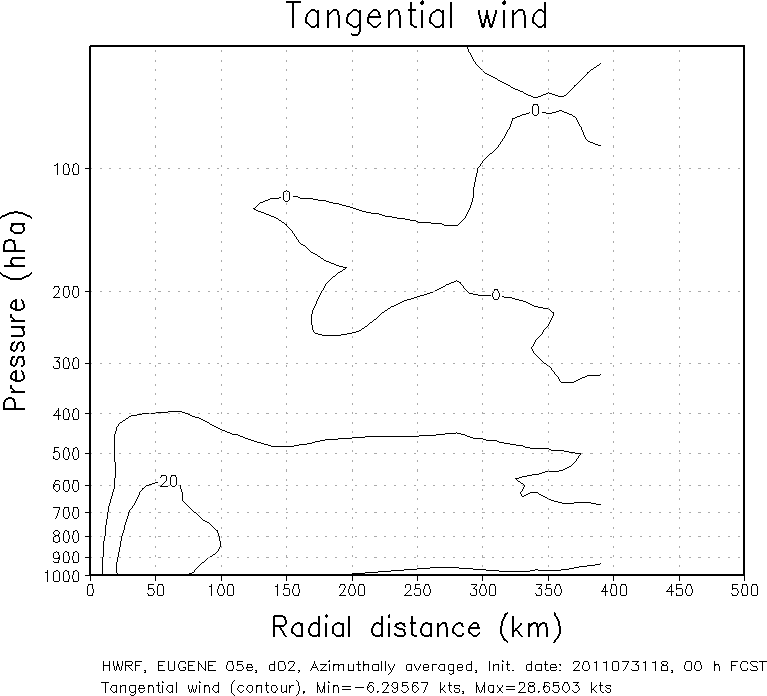 Tangential wind
0
100
0
Pressure (hPa)
200
0
300
400
500
20
600
700
800
900
1000
0 50 100 150 200 250 300 350 400 450 500
Radial distance (km)
HWRF, EUGENE 05e, d02, Azimuthally averaged, Init. date: 2011073118, 00 h FCST
Tangential wind (contour), Min=-6.29567 kts, Max=28.6503 kts